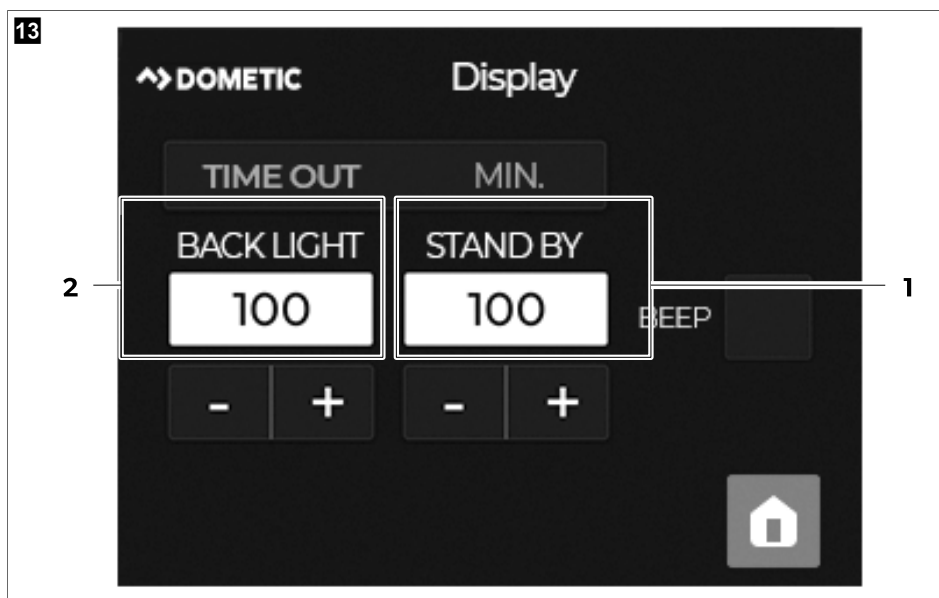 13
DOMETIC Display
TIME OUT MIN.
BACK LIGHT STAND BY
2 100 100 BEEP 1
- + - +